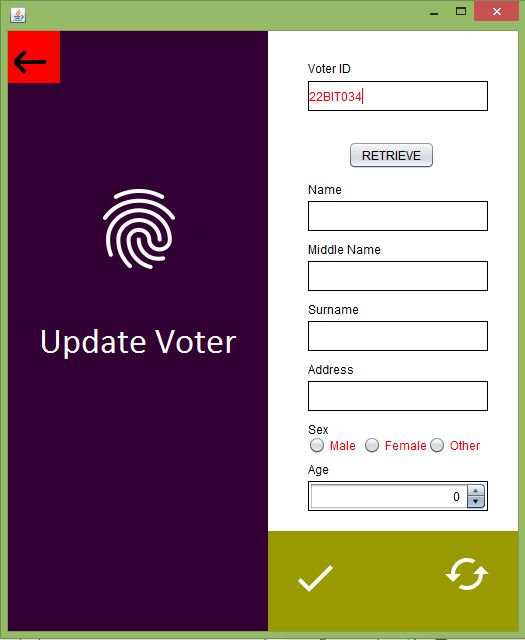 Voter ID
22BIT034
RETRIEVE
Name
Middle Name
Surname
Update Voter
Address
Sex
Male Female Other
Age
0